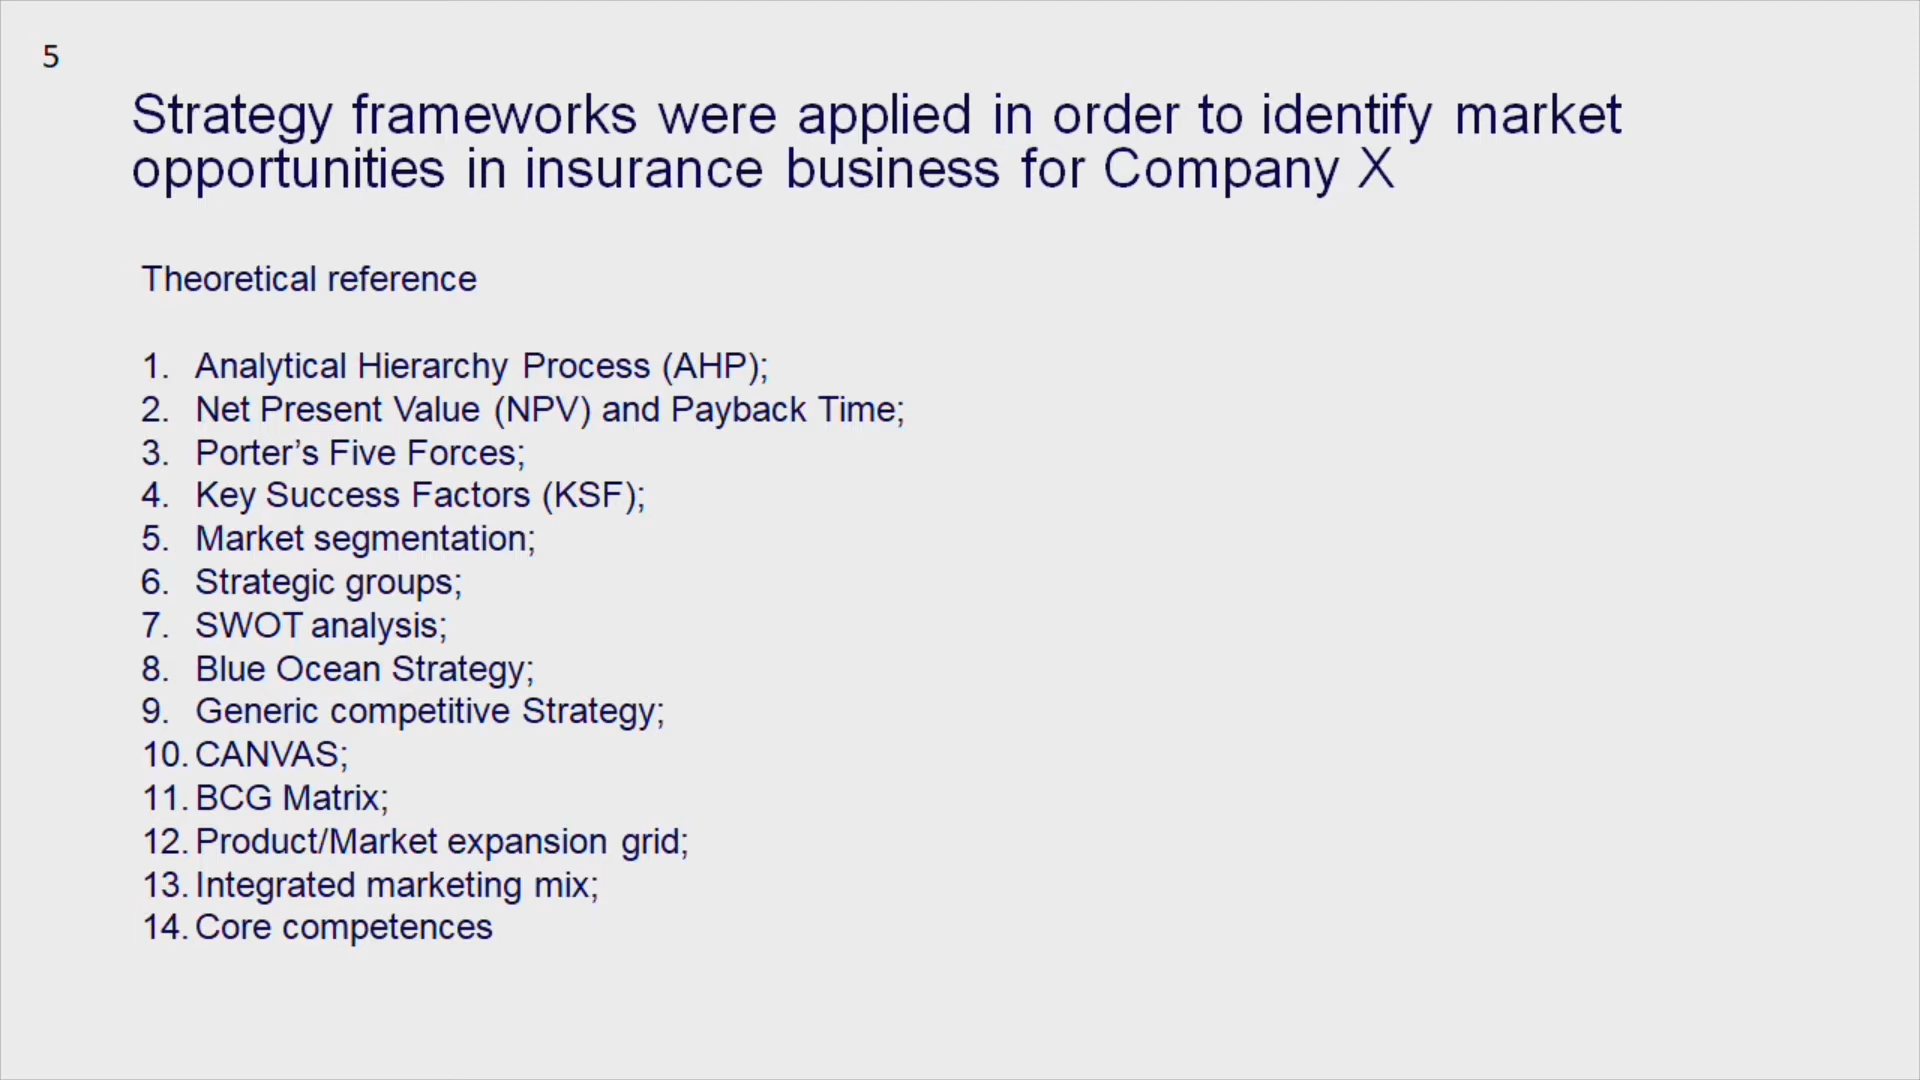 5
Strategy frameworks were applied in order to identify market
opportunities in insurance business for Company X
Theoretical reference
1. Analytical Hierarchy Process (AHP);
2. Net Present Value (NPV) and Payback Time;
3. Porter’s Five Forces;
4. Key Success Factors (KSF);
5. Market segmentation;
6. Strategic groups;
7. SWOT analysis;
8. Blue Ocean Strategy;
9. Generic competitive Strategy;
10. CANVAS;
11. BCG Matrix;
12. Product/Market expansion grid;
13. Integrated marketing mix;
14. Core competences